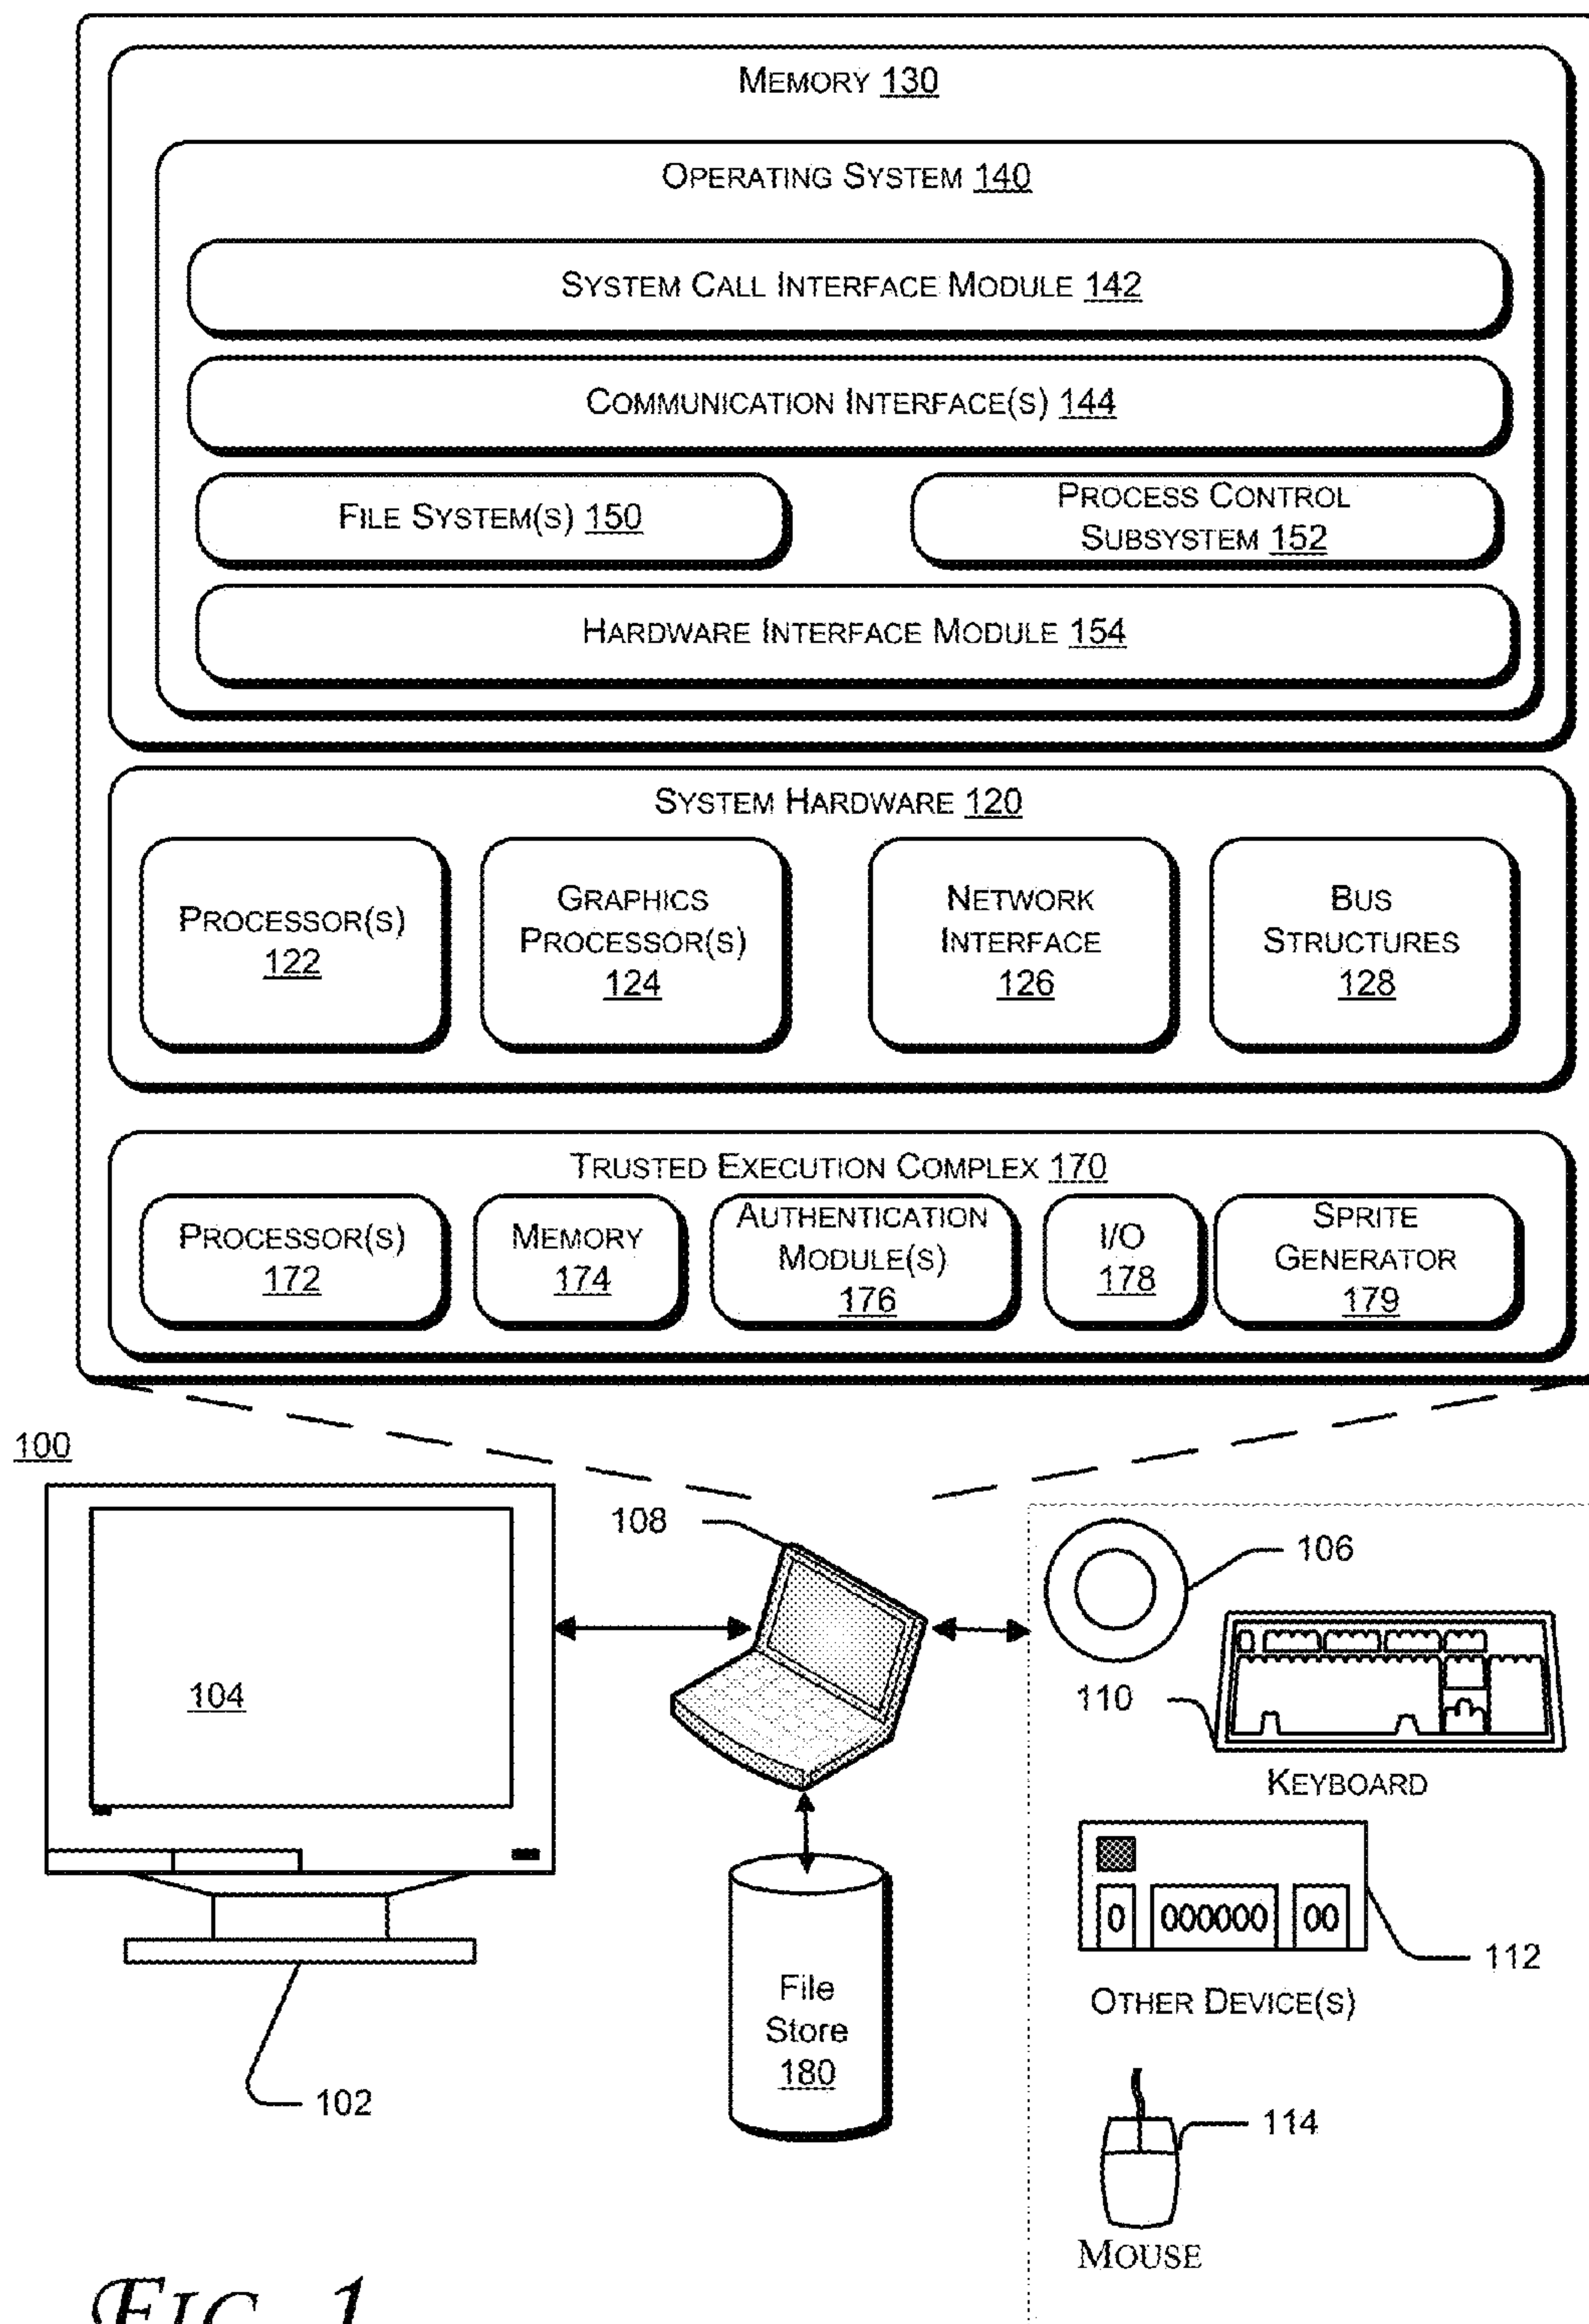 MEMORY 130
OPERATING SYSTEM 140
SYSTEM CALL INTERFACE MODULE 142
COMMUNICATION INTERFACE(S) 144
FILE SYSTEM(S) 150
PROCESS CONTROL
SUBSYSTEM 152
HARDWARE INTERFACE MODULE 154
SYSTEM HARDWARE 120
PROCESSOR(S)
122
GRAPHICS
PROCESSOR(S)
124
NETWORK
INTERFACE
126
BUS
STRUCTURES
128
TRUSTED EXECUTION COMPLEX 170
PROCESSOR(S)
172
MEMORY
174
AUTHENTICATION
MODULE(S)
176
I/O
178
SPRITE
GENERATOR
179
100
108
106
104
110
KEYBOARD
0 000000 00
112
OTHER DEVICE(S)
File
Store
180
102
114
MOUSE
FIG. 1